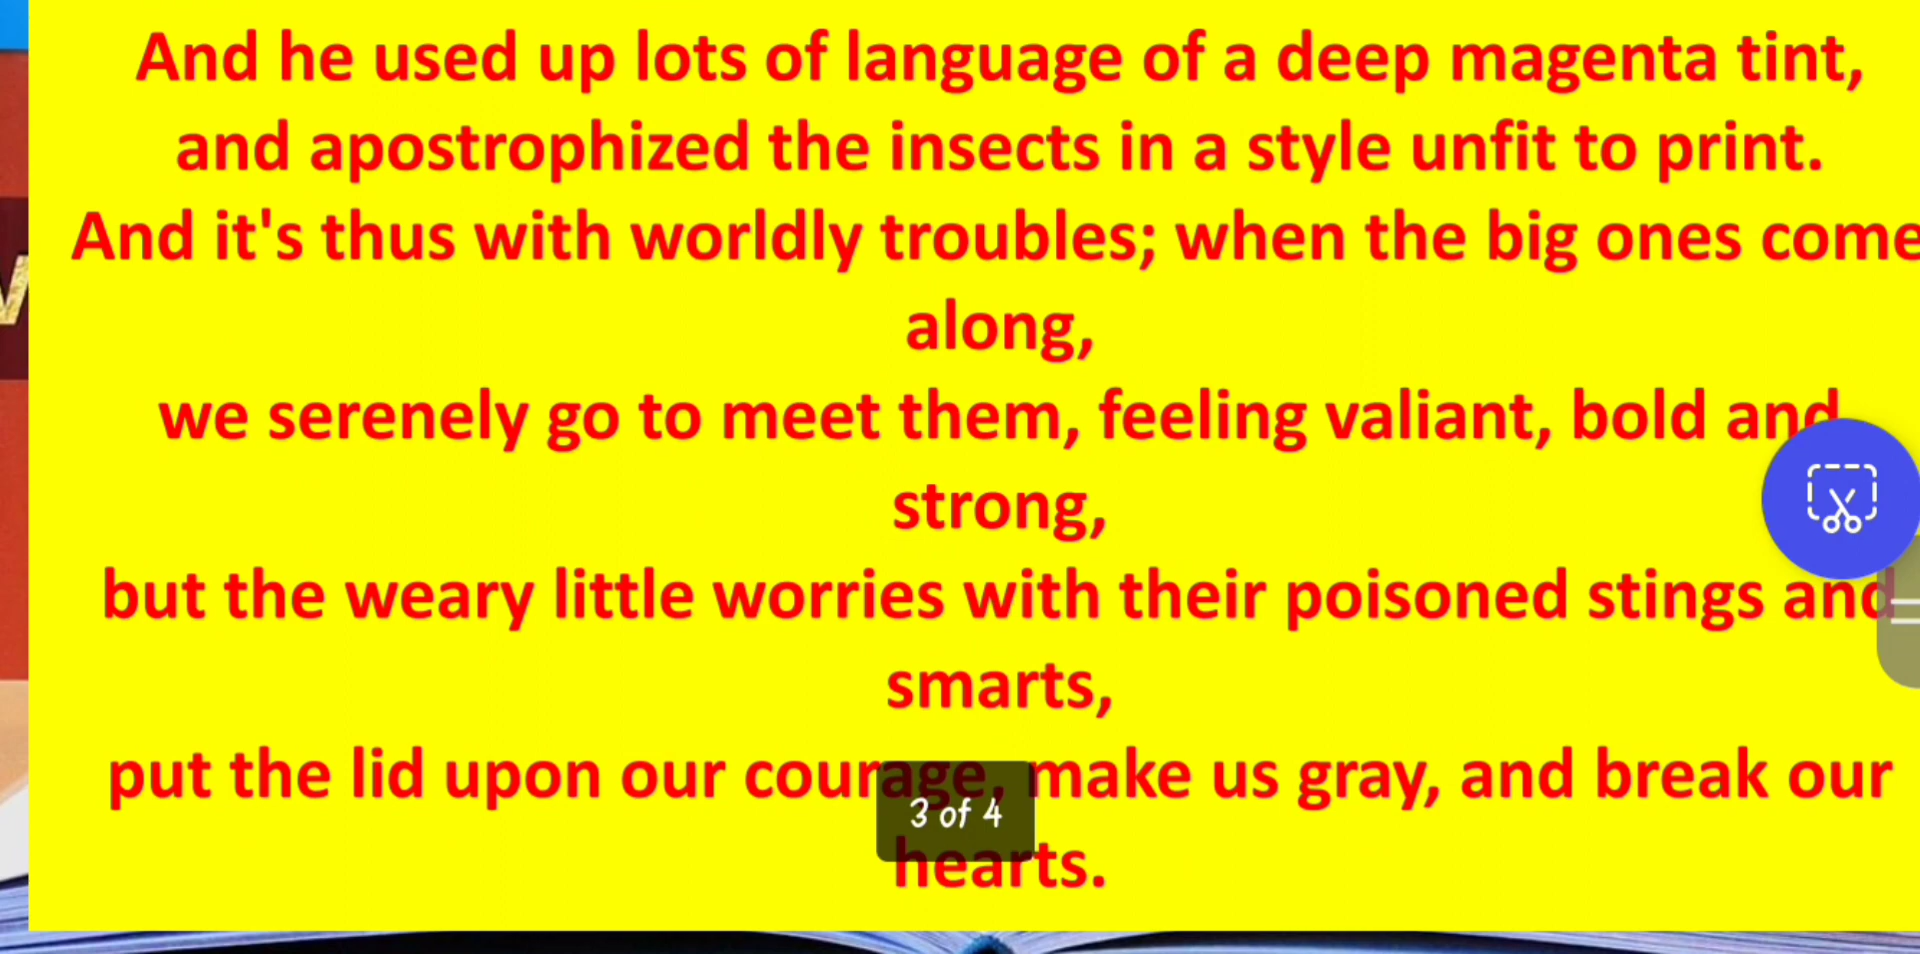 And he used up lots of language of a deep magenta tint,
and apostrophized the insects in a style unfit to print.
And it's thus with worldly troubles; when the big ones come
along,
we serenely go to meet them, feeling valiant, bold and
strong,
but the weary little worries with their poisoned stings and
smarts,
put the lid upon our courage, make us gray, and break our
hearts.
3 of 4